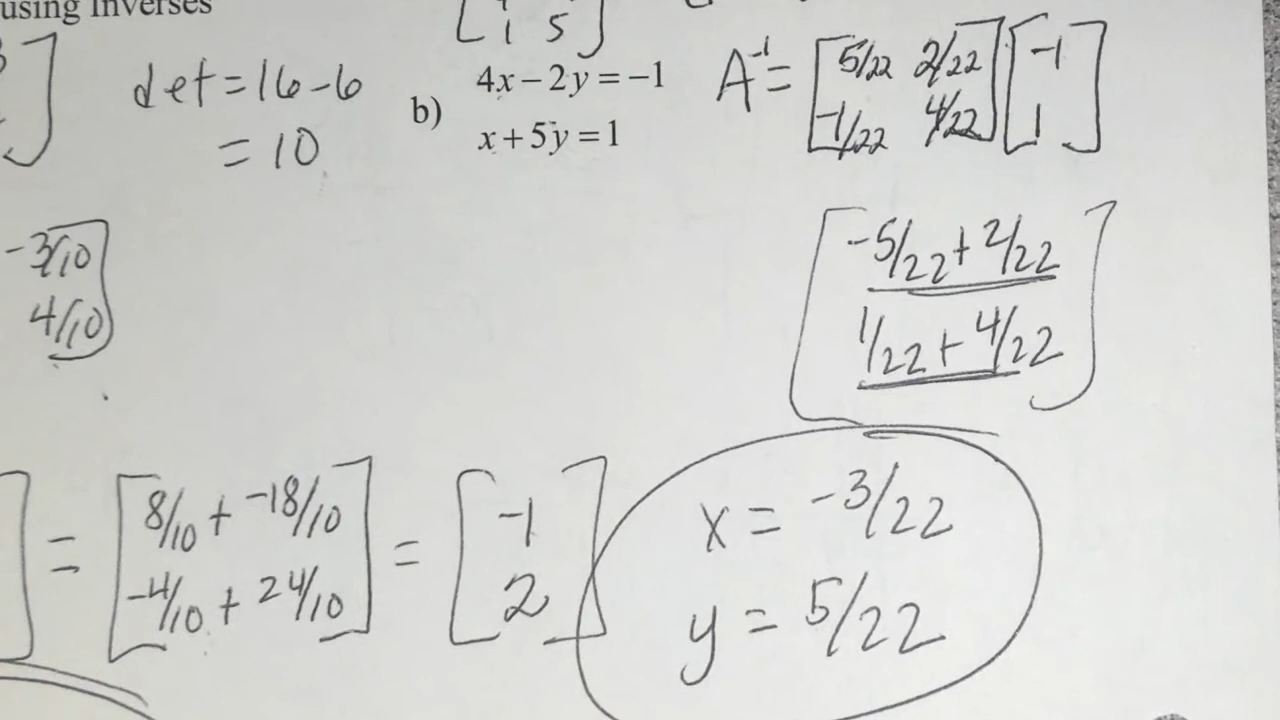 using Inverses
1 5
det = 16 - 6
= 10
b) 4x - 2y = -1
x + 5y = 1
A⁻¹ = [5/22 2/22] [-1]
[-1/22 4/22] [1]
-3/10
4/10
[-5/22 + 2/22]
[1/22 + 4/22]
= [8/10 + -18/10] = [-1]
[-4/10 + 24/10] [2]
x = -3/22
y = 5/22